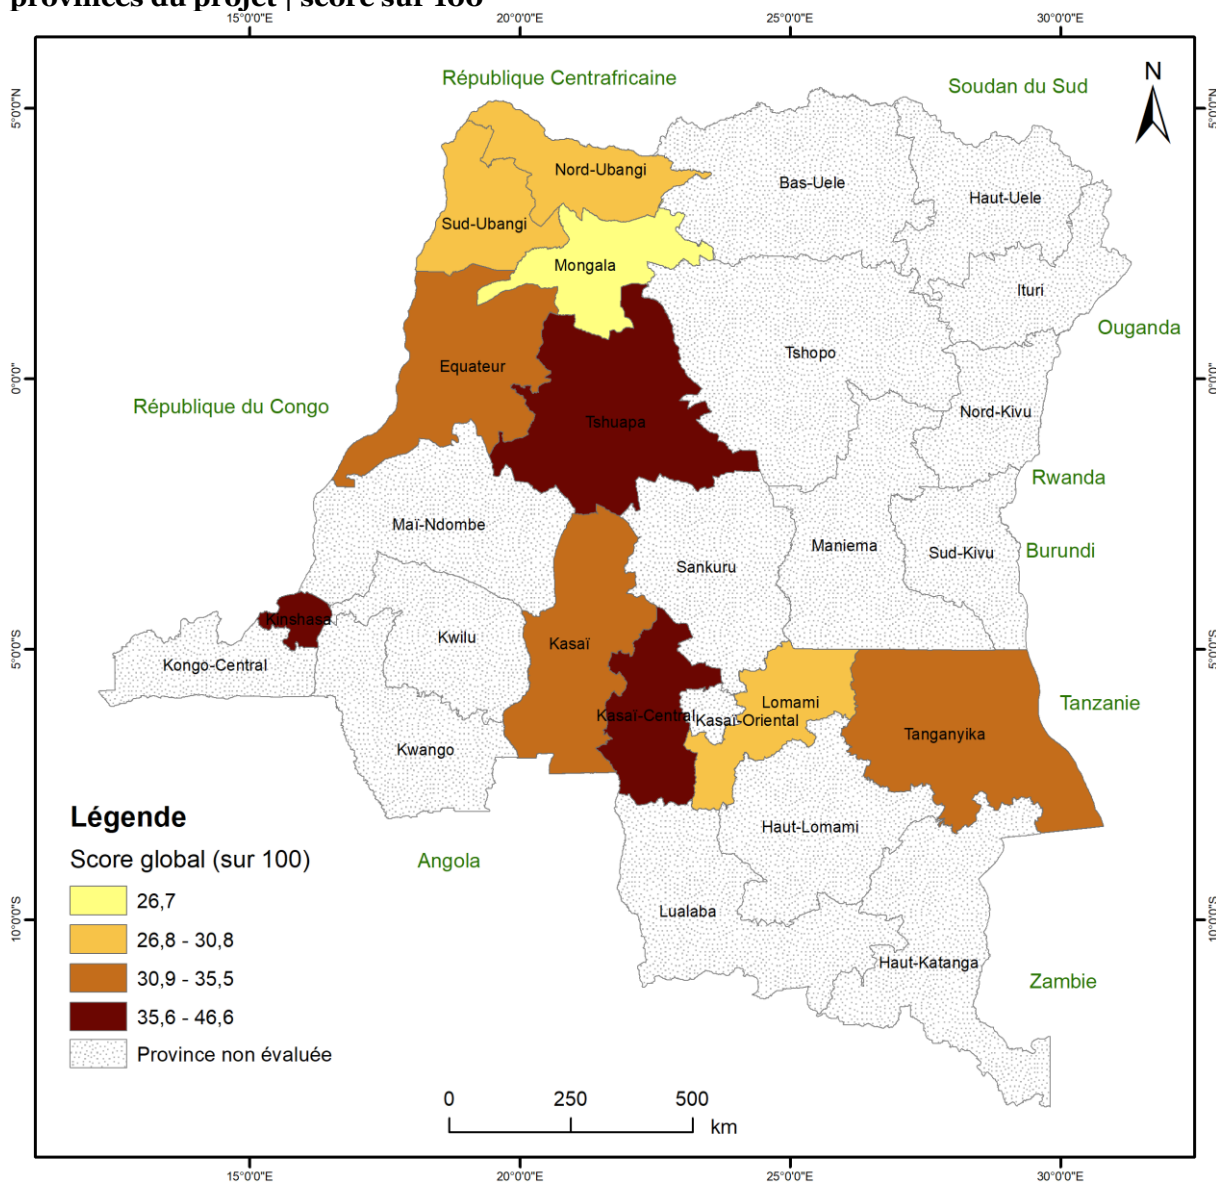 provinces du projet | score sur 100
15°0'0"E
20°0'0"E
25°0'0"E
30°0'0"E
République Centrafricaine
Soudan du Sud
N
5°0'0"N
5°0'0"N
Nord-Ubangi
Bas-Uele
Haut-Uele
Sud-Ubangi
Mongala
Ituri
Ouganda
Tshopo
Equateur
0°0'0"
0°0'0"
République du Congo
Nord-Kivu
Tshuapa
Rwanda
Maï-Ndombe
Maniema
Sud-Kivu
Burundi
Sankuru
Kinshasa
Kwilu
Kasaï
5°0'0"S
5°0'0"S
Kongo-Central
Lomami
Tanzanie
Kasaï-Central
Kasaï-Oriental
Tanganyika
Kwango
Légende
Haut-Lomami
Score global (sur 100)
Angola
26,7
Lualaba
10°0'0"S
10°0'0"S
26,8 - 30,8
Haut-Katanga
30,9 - 35,5
Zambie
35,6 - 46,6
Province non évaluée
0 250 500
km
15°0'0"E
20°0'0"E
25°0'0"E
30°0'0"E